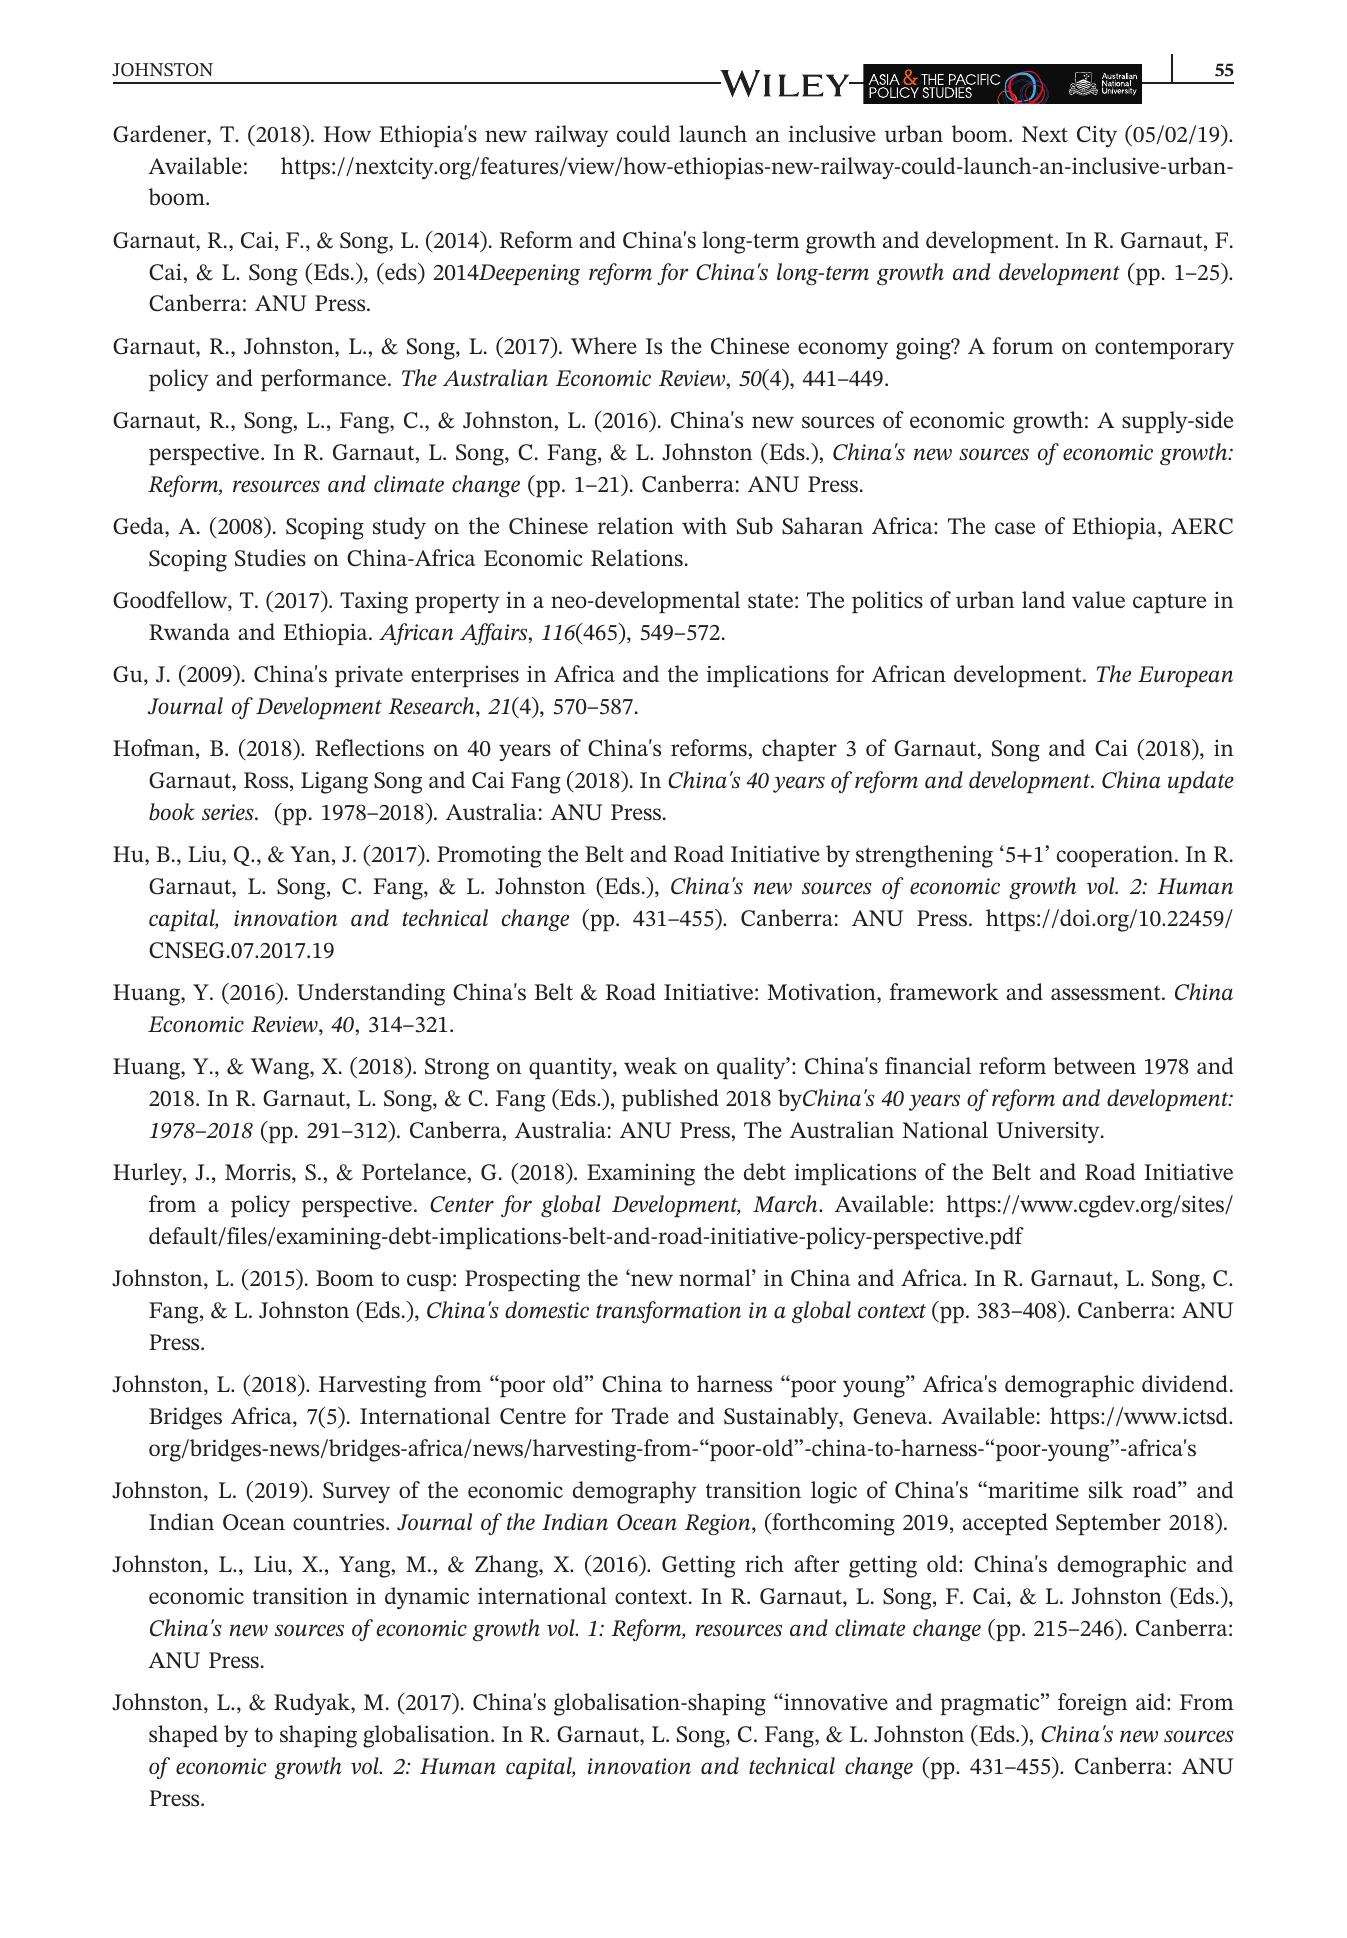 JOHNSTON
WILEY
ASIA & THE PACIFIC
POLICY STUDIES
Australian
National
University
55
Gardener, T. (2018). How Ethiopia's new railway could launch an inclusive urban boom. Next City (05/02/19).
Available: https://nextcity.org/features/view/how-ethiopias-new-railway-could-launch-an-inclusive-urban-
boom.
Garnaut, R., Cai, F., & Song, L. (2014). Reform and China's long-term growth and development. In R. Garnaut, F.
Cai, & L. Song (Eds.), (eds) 2014Deepening reform for China's long-term growth and development (pp. 1–25).
Canberra: ANU Press.
Garnaut, R., Johnston, L., & Song, L. (2017). Where Is the Chinese economy going? A forum on contemporary
policy and performance. The Australian Economic Review, 50(4), 441–449.
Garnaut, R., Song, L., Fang, C., & Johnston, L. (2016). China's new sources of economic growth: A supply-side
perspective. In R. Garnaut, L. Song, C. Fang, & L. Johnston (Eds.), China's new sources of economic growth:
Reform, resources and climate change (pp. 1–21). Canberra: ANU Press.
Geda, A. (2008). Scoping study on the Chinese relation with Sub Saharan Africa: The case of Ethiopia, AERC
Scoping Studies on China-Africa Economic Relations.
Goodfellow, T. (2017). Taxing property in a neo-developmental state: The politics of urban land value capture in
Rwanda and Ethiopia. African Affairs, 116(465), 549–572.
Gu, J. (2009). China's private enterprises in Africa and the implications for African development. The European
Journal of Development Research, 21(4), 570–587.
Hofman, B. (2018). Reflections on 40 years of China's reforms, chapter 3 of Garnaut, Song and Cai (2018), in
Garnaut, Ross, Ligang Song and Cai Fang (2018). In China's 40 years of reform and development. China update
book series. (pp. 1978–2018). Australia: ANU Press.
Hu, B., Liu, Q., & Yan, J. (2017). Promoting the Belt and Road Initiative by strengthening ‘5+1’ cooperation. In R.
Garnaut, L. Song, C. Fang, & L. Johnston (Eds.), China's new sources of economic growth vol. 2: Human
capital, innovation and technical change (pp. 431–455). Canberra: ANU Press. https://doi.org/10.22459/
CNSEG.07.2017.19
Huang, Y. (2016). Understanding China's Belt & Road Initiative: Motivation, framework and assessment. China
Economic Review, 40, 314–321.
Huang, Y., & Wang, X. (2018). Strong on quantity, weak on quality’: China's financial reform between 1978 and
2018. In R. Garnaut, L. Song, & C. Fang (Eds.), published 2018 byChina's 40 years of reform and development:
1978–2018 (pp. 291–312). Canberra, Australia: ANU Press, The Australian National University.
Hurley, J., Morris, S., & Portelance, G. (2018). Examining the debt implications of the Belt and Road Initiative
from a policy perspective. Center for global Development, March. Available: https://www.cgdev.org/sites/
default/files/examining-debt-implications-belt-and-road-initiative-policy-perspective.pdf
Johnston, L. (2015). Boom to cusp: Prospecting the ‘new normal’ in China and Africa. In R. Garnaut, L. Song, C.
Fang, & L. Johnston (Eds.), China's domestic transformation in a global context (pp. 383–408). Canberra: ANU
Press.
Johnston, L. (2018). Harvesting from “poor old” China to harness “poor young” Africa's demographic dividend.
Bridges Africa, 7(5). International Centre for Trade and Sustainably, Geneva. Available: https://www.ictsd.
org/bridges-news/bridges-africa/news/harvesting-from-“poor-old”-china-to-harness-“poor-young”-africa's
Johnston, L. (2019). Survey of the economic demography transition logic of China's “maritime silk road” and
Indian Ocean countries. Journal of the Indian Ocean Region, (forthcoming 2019, accepted September 2018).
Johnston, L., Liu, X., Yang, M., & Zhang, X. (2016). Getting rich after getting old: China's demographic and
economic transition in dynamic international context. In R. Garnaut, L. Song, F. Cai, & L. Johnston (Eds.),
China's new sources of economic growth vol. 1: Reform, resources and climate change (pp. 215–246). Canberra:
ANU Press.
Johnston, L., & Rudyak, M. (2017). China's globalisation-shaping “innovative and pragmatic” foreign aid: From
shaped by to shaping globalisation. In R. Garnaut, L. Song, C. Fang, & L. Johnston (Eds.), China's new sources
of economic growth vol. 2: Human capital, innovation and technical change (pp. 431–455). Canberra: ANU
Press.